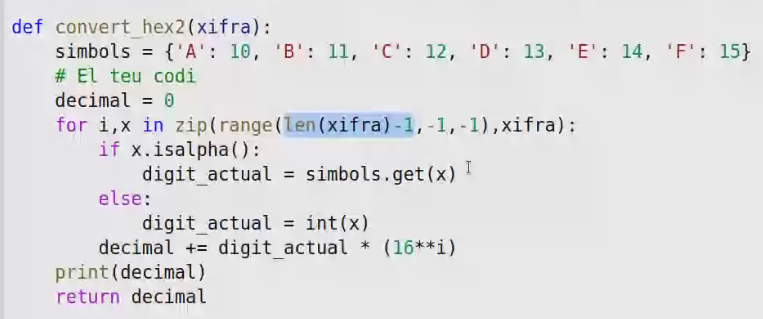 def convert_hex2(xifra):
    simbols = {'A': 10, 'B': 11, 'C': 12, 'D': 13, 'E': 14, 'F': 15}
    # El teu codi
    decimal = 0
    for i,x in zip(range(len(xifra)-1,-1,-1),xifra):
        if x.isalpha():
            digit_actual = simbols.get(x)
        else:
            digit_actual = int(x)
        decimal += digit_actual * (16**i)
    print(decimal)
    return decimal